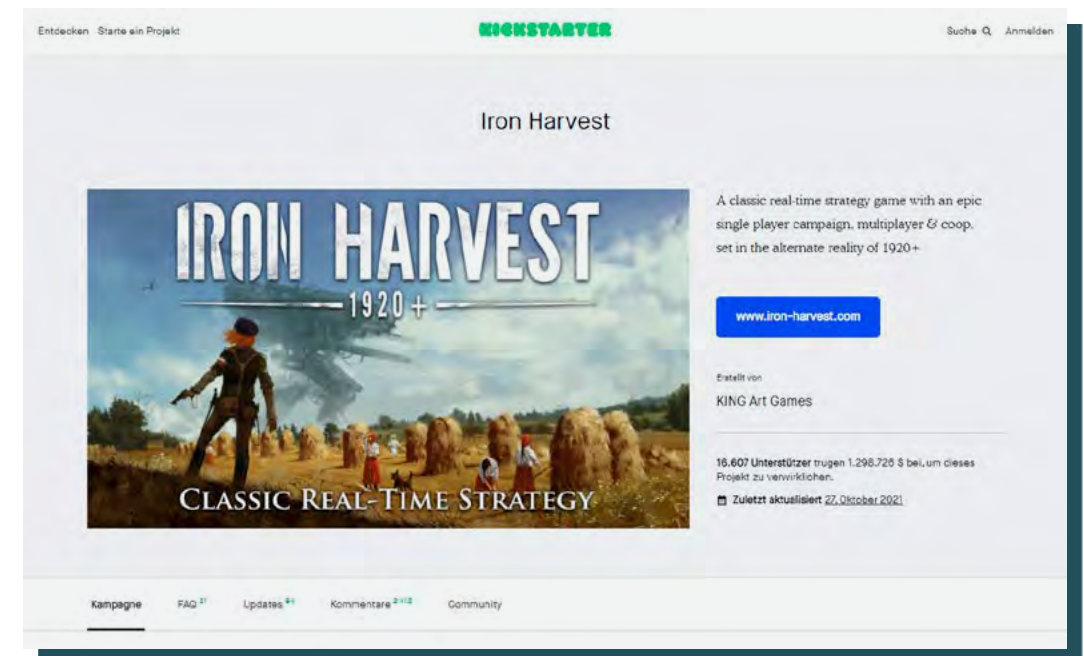 Entdecken Starte ein Projekt KICKSTARTER Suche Anmelden
Iron Harvest
IRON HARVEST
1920+
CLASSIC REAL-TIME STRATEGY
A classic real-time strategy game with an epic
single player campaign, multiplayer & coop,
set in the alternate reality of 1920+
www.iron-harvest.com
Erstellt von
KING Art Games
16.607 Unterstützer trugen 1.298.726 $ bei, um dieses
Projekt zu verwirklichen.
Zuletzt aktualisiert 27. Oktober 2021
Kampagne FAQ Updates Kommentare Community